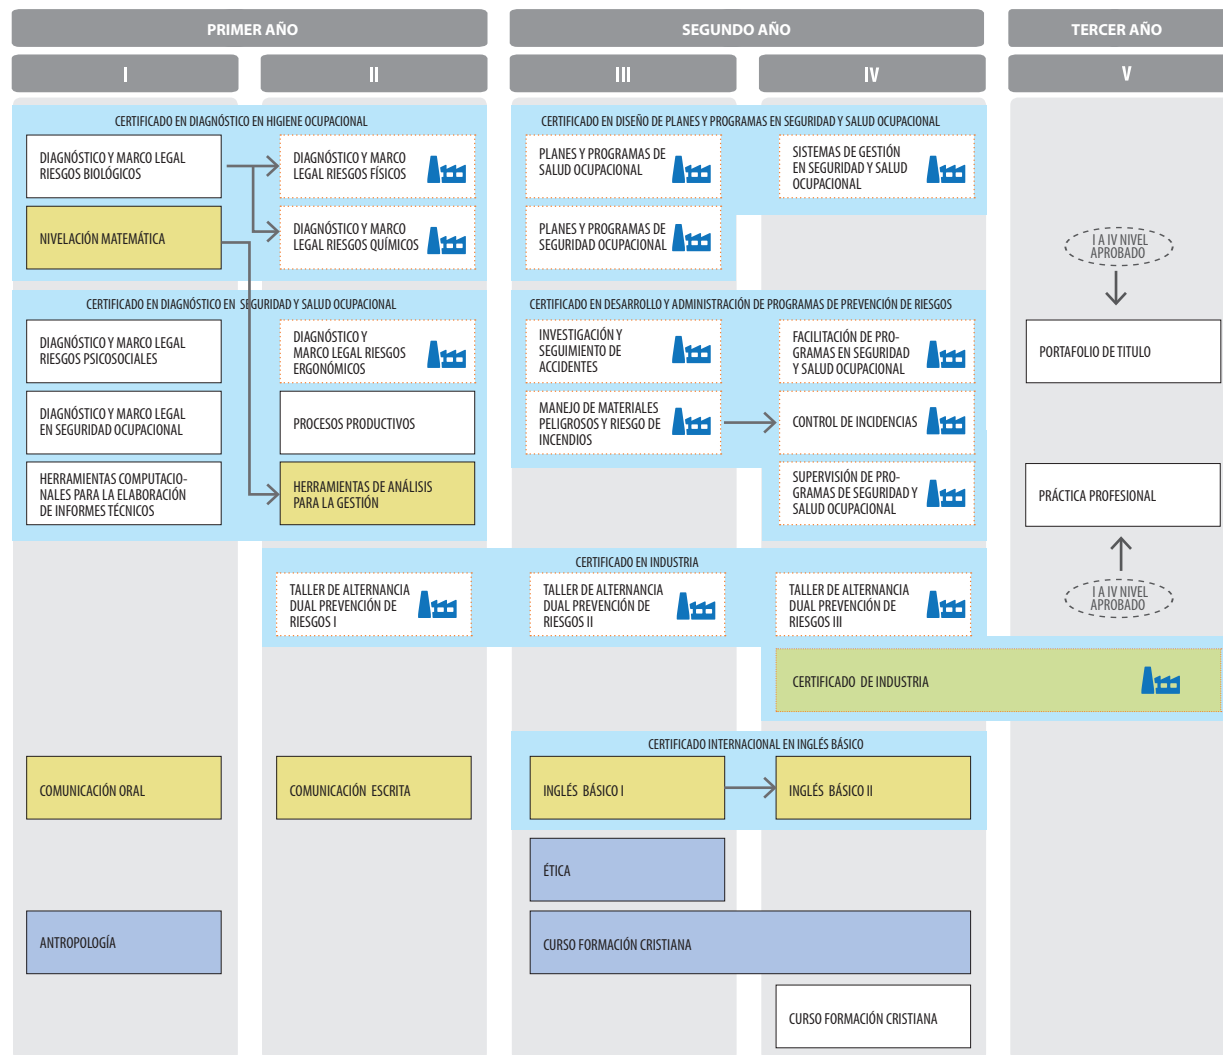 PRIMER AÑO
SEGUNDO AÑO
TERCER AÑO
I
II
III
IV
V
CERTIFICADO EN DIAGNÓSTICO EN HIGIENE OCUPACIONAL
DIAGNÓSTICO Y MARCO LEGAL
RIESGOS BIOLÓGICOS
DIAGNÓSTICO Y MARCO
LEGAL RIESGOS FÍSICOS
NIVELACIÓN MATEMÁTICA
DIAGNÓSTICO Y MARCO
LEGAL RIESGOS QUÍMICOS
CERTIFICADO EN DISEÑO DE PLANES Y PROGRAMAS EN SEGURIDAD Y SALUD OCUPACIONAL
PLANES Y PROGRAMAS DE
SALUD OCUPACIONAL
SISTEMAS DE GESTIÓN
EN SEGURIDAD Y SALUD
OCUPACIONAL
PLANES Y PROGRAMAS DE
SEGURIDAD OCUPACIONAL
I A IV NIVEL
APROBADO
CERTIFICADO EN DIAGNÓSTICO EN SEGURIDAD Y SALUD OCUPACIONAL
DIAGNÓSTICO Y MARCO LEGAL
RIESGOS PSICOSOCIALES
DIAGNÓSTICO Y
MARCO LEGAL RIESGOS
ERGONÓMICOS
DIAGNÓSTICO Y MARCO LEGAL
EN SEGURIDAD OCUPACIONAL
PROCESOS PRODUCTIVOS
HERRAMIENTAS COMPUTACIO-
NALES PARA LA ELABORACIÓN
DE INFORMES TÉCNICOS
HERRAMIENTAS DE ANÁLISIS
PARA LA GESTIÓN
CERTIFICADO EN DESARROLLO Y ADMINISTRACIÓN DE PROGRAMAS DE PREVENCIÓN DE RIESGOS
INVESTIGACIÓN Y
SEGUIMIENTO DE
ACCIDENTES
FACILITACIÓN DE PRO-
GRAMAS EN SEGURIDAD
Y SALUD OCUPACIONAL
MANEJO DE MATERIALES
PELIGROSOS Y RIESGO DE
INCENDIOS
CONTROL DE INCIDENCIAS
SUPERVISIÓN DE PRO-
GRAMAS DE SEGURIDAD Y
SALUD OCUPACIONAL
PORTAFOLIO DE TITULO
PRÁCTICA PROFESIONAL
I A IV NIVEL
APROBADO
CERTIFICADO EN INDUSTRIA
TALLER DE ALTERNANCIA
DUAL PREVENCIÓN DE
RIESGOS I
TALLER DE ALTERNANCIA
DUAL PREVENCIÓN DE
RIESGOS II
TALLER DE ALTERNANCIA
DUAL PREVENCIÓN DE
RIESGOS III
CERTIFICADO DE INDUSTRIA
CERTIFICADO INTERNACIONAL EN INGLÉS BÁSICO
COMUNICACIÓN ORAL
COMUNICACIÓN ESCRITA
INGLÉS BÁSICO I
INGLÉS BÁSICO II
ÉTICA
ANTROPOLOGÍA
CURSO FORMACIÓN CRISTIANA
CURSO FORMACIÓN CRISTIANA